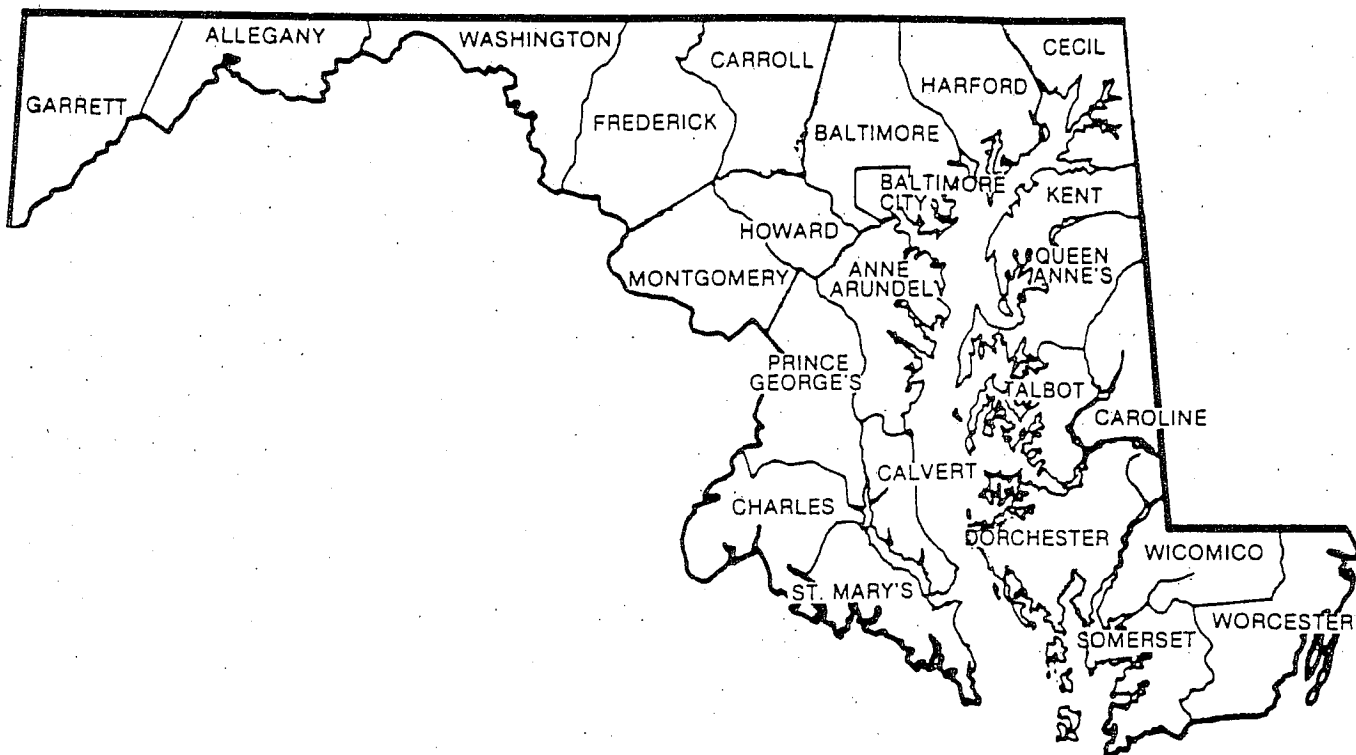 ALLEGANY
WASHINGTON
CARROLL
CECIL
GARRETT
FREDERICK
HARFORD
BALTIMORE
BALTIMORE
CITY
KENT
HOWARD
MONTGOMERY
ANNE
ARUNDEL
QUEEN
ANNE'S
PRINCE
GEORGE'S
TALBOT
CAROLINE
CALVERT
CHARLES
DORCHESTER
WICOMICO
ST. MARY'S
SOMERSET
WORCESTER